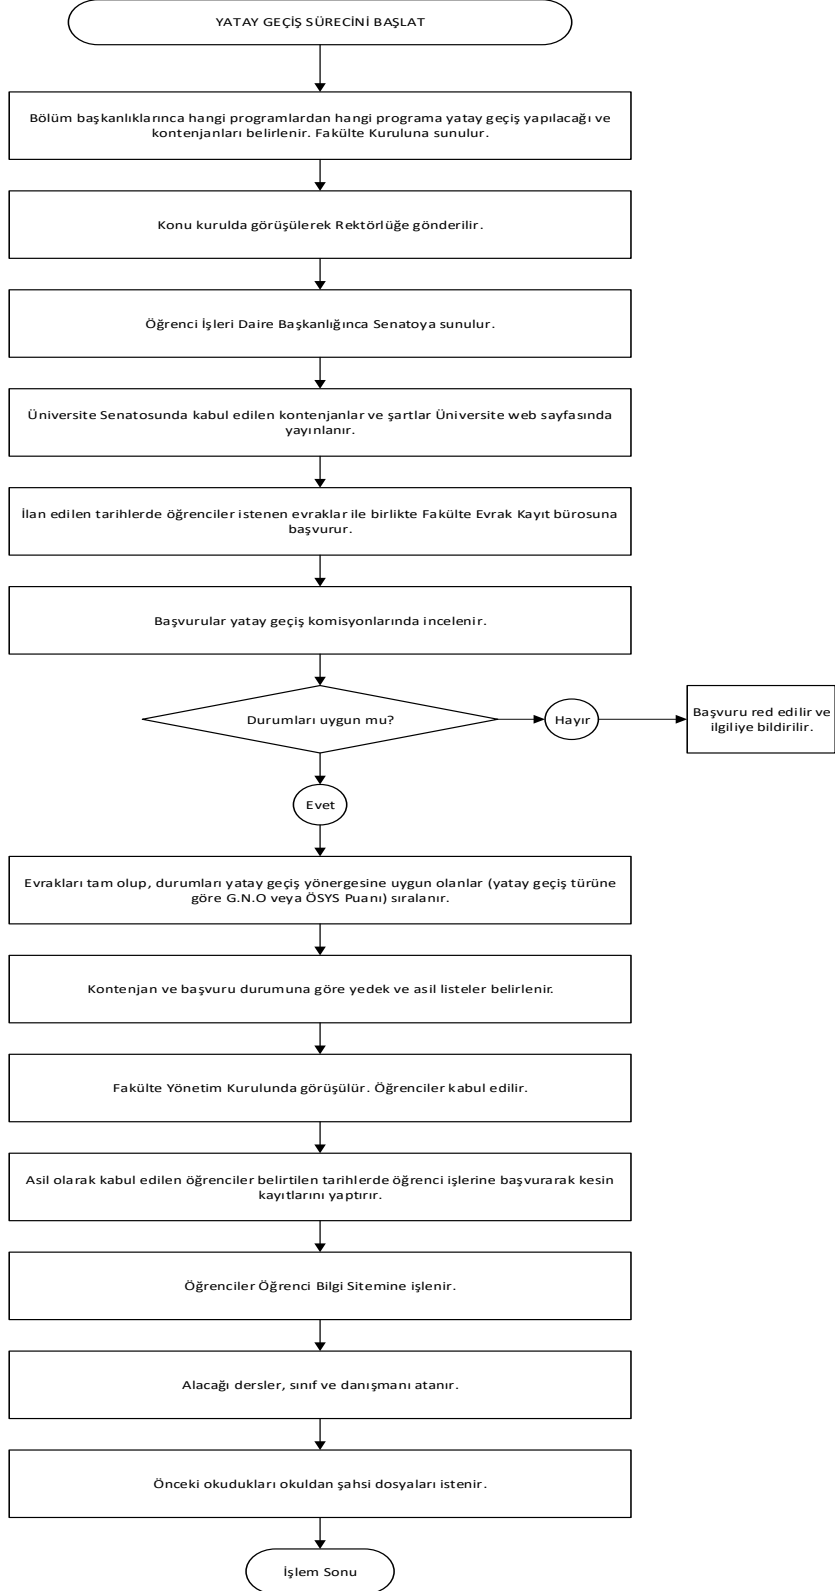 YATAY GEÇİŞ SÜRECİNİ BAŞLAT
Bölüm başkanlıklarınca hangi programlardan hangi programa yatay geçiş yapılacağı ve
kontenjanları belirlenir. Fakülte Kuruluna sunulur.
Konu kurulda görüşülerek Rektörlüğe gönderilir.
Öğrenci İşleri Daire Başkanlığınca Senatoya sunulur.
Üniversite Senatosunda kabul edilen kontenjanlar ve şartlar Üniversite web sayfasında
yayınlanır.
İlan edilen tarihlerde öğrenciler istenen evraklar ile birlikte Fakülte Evrak Kayıt bürosuna
başvurur.
Başvurular yatay geçiş komisyonlarında incelenir.
Durumları uygun mu?
Hayır
Başvuru red edilir ve
ilgiliye bildirilir.
Evet
Evrakları tam olup, durumları yatay geçiş yönergesine uygun olanlar (yatay geçiş türüne
göre G.N.O veya ÖSYS Puanı) sıralanır.
Kontenjan ve başvuru durumuna göre yedek ve asil listeler belirlenir.
Fakülte Yönetim Kurulunda görüşülür. Öğrenciler kabul edilir.
Asil olarak kabul edilen öğrenciler belirtilen tarihlerde öğrenci işlerine başvurarak kesin
kayıtlarını yaptırır.
Öğrenciler Öğrenci Bilgi Sitemine işlenir.
Alacağı dersler, sınıf ve danışmanı atanır.
Önceki okudukları okuldan şahsi dosyaları istenir.
İşlem Sonu